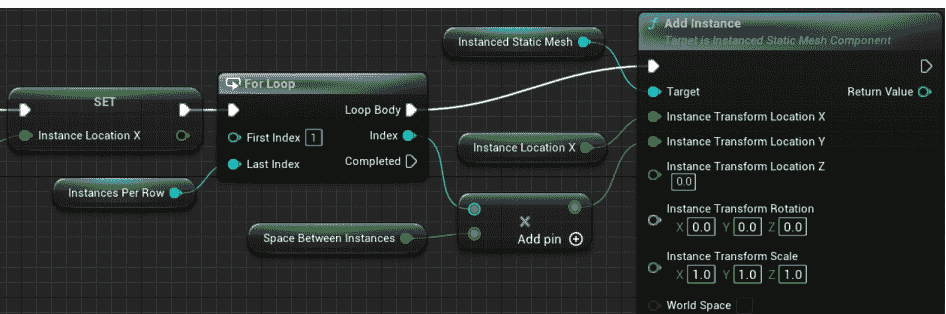 SET
Instance Location X
For Loop
Loop Body
First Index 1
Index
Last Index
Completed
Instances Per Row
Space Between Instances
Instanced Static Mesh
Instance Location X
×
Add pin
f Add Instance
Target is Instanced Static Mesh Component
Target
Return Value
Instance Transform Location X
Instance Transform Location Y
Instance Transform Location Z
0.0
Instance Transform Rotation
X 0.0 Y 0.0 Z 0.0
Instance Transform Scale
X 1.0 Y 1.0 Z 1.0
World Space